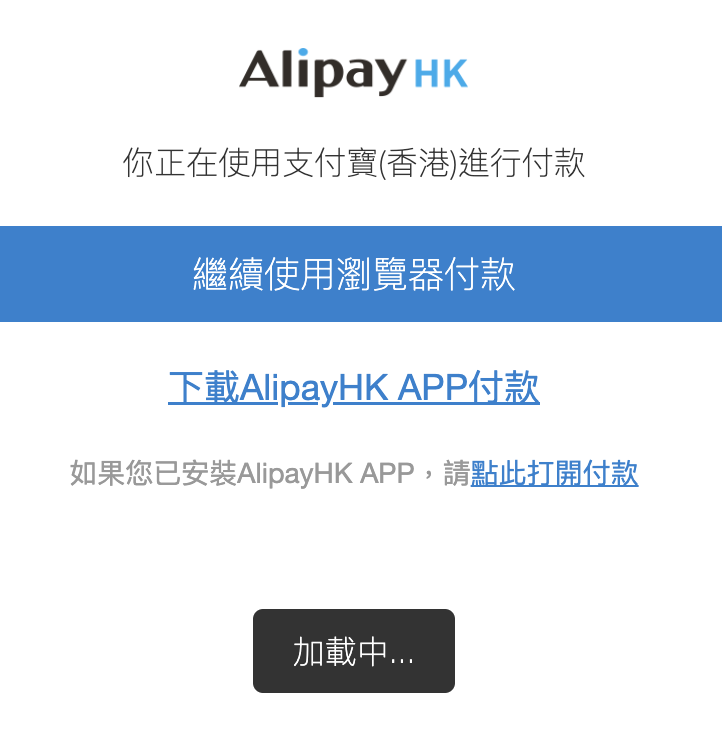 Alipay HK
你正在使用支付寶(香港)進行付款
繼續使用瀏覽器付款
下載AlipayHK APP付款
如果您已安裝AlipayHK APP，請點此打開付款
加載中...